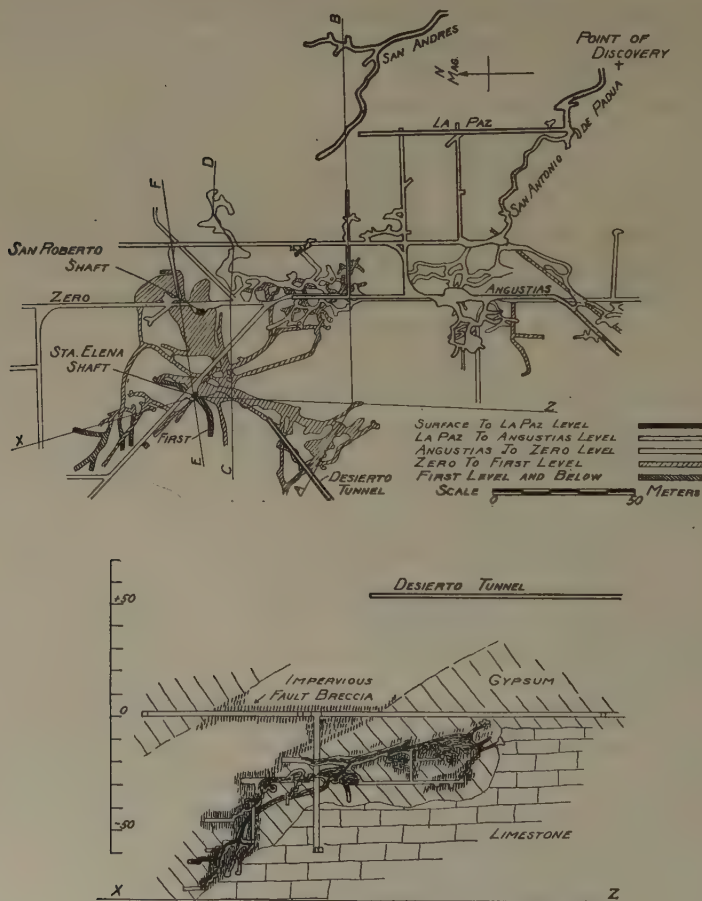 B
SAN ANDRES
N
MAG.
POINT OF
DISCOVERY
LA PAZ
SAN ANTONIO DE PADUA
F
D
SAN ROBERTO
SHAFT
ZERO
ANGUSTIAS
STA. ELENA
SHAFT
X
FIRST
E
C
Z
DESIERTO
TUNNEL
SURFACE TO LA PAZ LEVEL
LA PAZ TO ANGUSTIAS LEVEL
ANGUSTIAS TO ZERO LEVEL
ZERO TO FIRST LEVEL
FIRST LEVEL AND BELOW
SCALE 0 50 METERS
DESIERTO TUNNEL
+50
IMPERVIOUS
FAULT BRECCIA
GYPSUM
0
-50
LIMESTONE
X Z